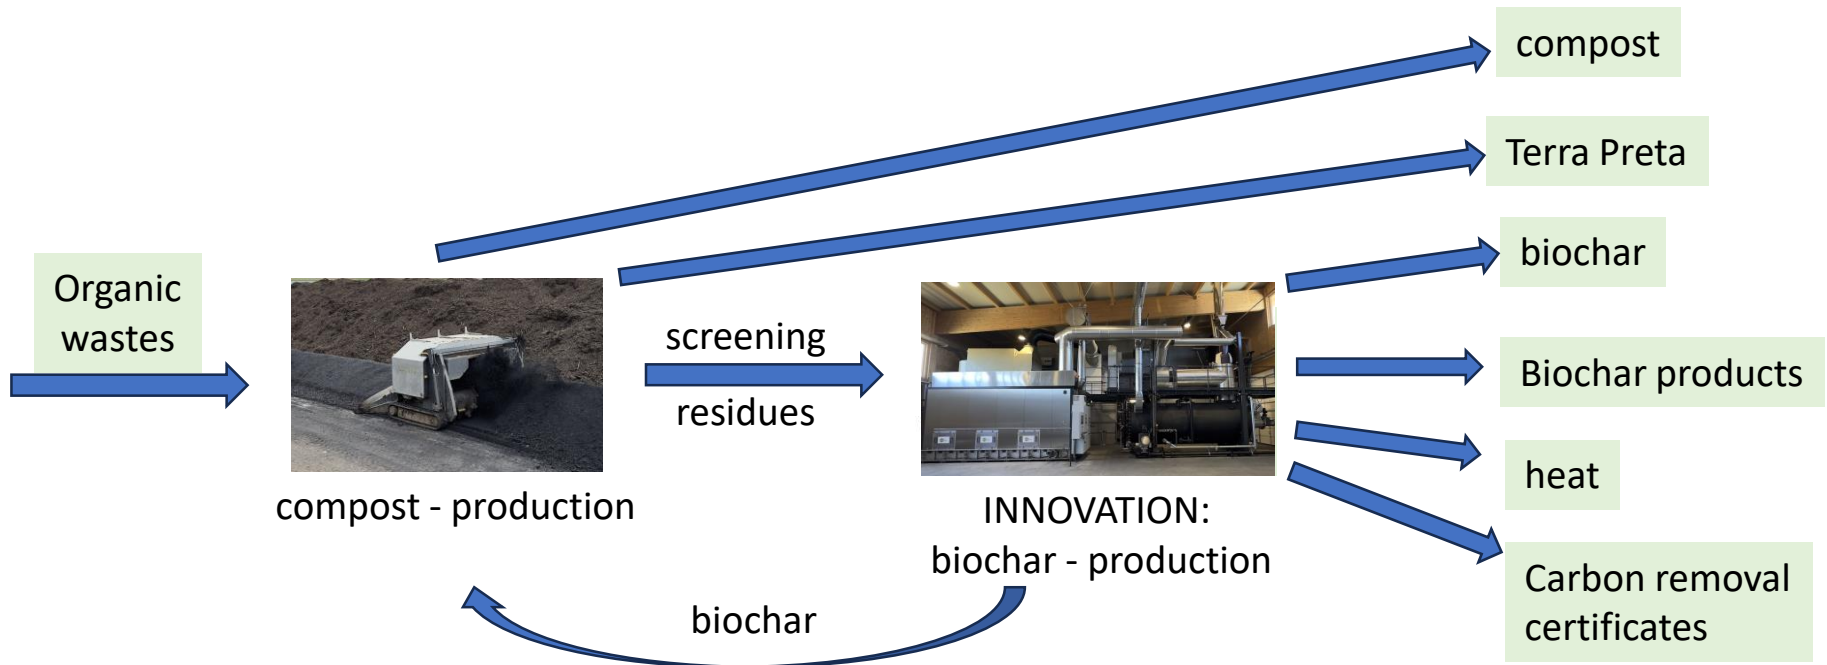 compost
Terra Preta
biochar
Organic
wastes
screening
residues
Biochar products
heat
compost - production
INNOVATION:
biochar - production
Carbon removal
certificates
biochar